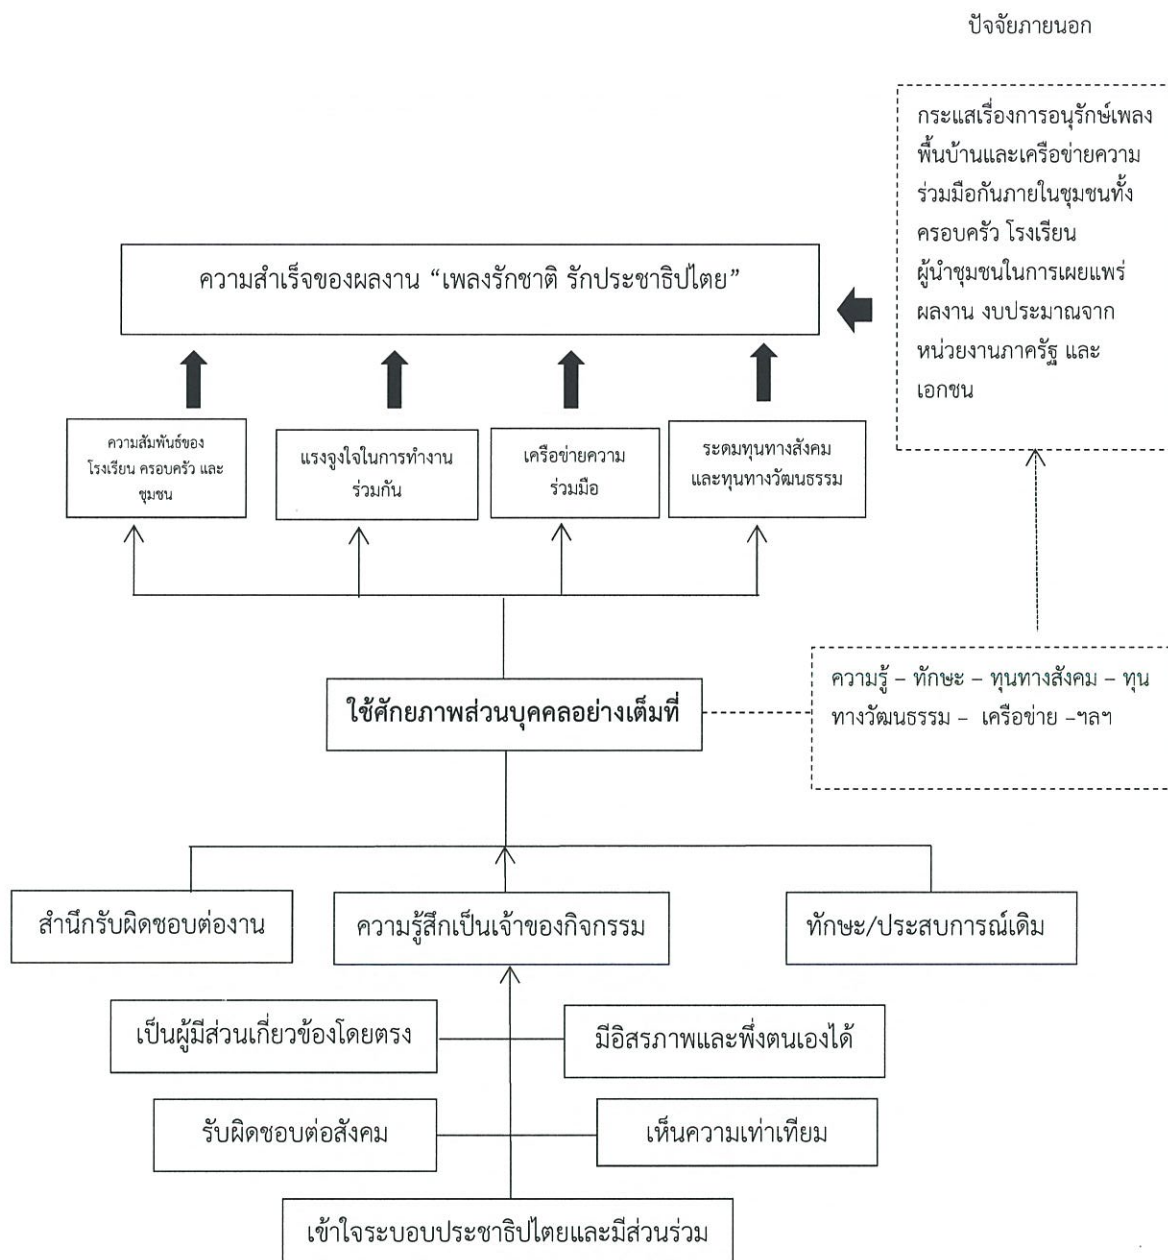 ปัจจัยภายนอก
กระแสเรื่องการอนุรักษ์เพลง
พื้นบ้านและเครือข่ายความ
ร่วมมือกันภายในชุมชนทั้ง
ครอบครัว โรงเรียน
ผู้นำชุมชนในการเผยแพร่
ผลงาน งบประมาณจาก
หน่วยงานภาครัฐ และ
เอกชน
ความสำเร็จของผลงาน “เพลงรักชาติ รักประชาธิปไตย”
ความสัมพันธ์ของ
โรงเรียน ครอบครัว และ
ชุมชน
แรงจูงใจในการทำงาน
ร่วมกัน
เครือข่ายความ
ร่วมมือ
ระดมทุนทางสังคม
และทุนทางวัฒนธรรม
ใช้ศักยภาพส่วนบุคคลอย่างเต็มที่
ความรู้ – ทักษะ – ทุนทางสังคม – ทุน
ทางวัฒนธรรม – เครือข่าย –ฯลฯ
สำนึกรับผิดชอบต่องาน
ความรู้สึกเป็นเจ้าของกิจกรรม
ทักษะ/ประสบการณ์เดิม
เป็นผู้มีส่วนเกี่ยวข้องโดยตรง
มีอิสรภาพและพึ่งตนเองได้
รับผิดชอบต่อสังคม
เห็นความเท่าเทียม
เข้าใจระบอบประชาธิปไตยและมีส่วนร่วม